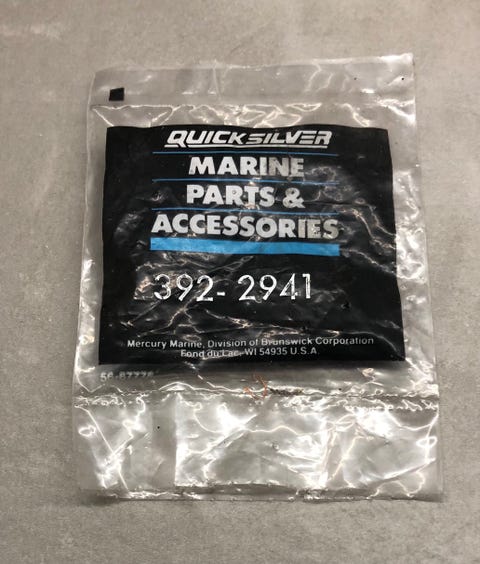 QUICKSILVER
MARINE
PARTS &
ACCESSORIES
392-2941
Mercury Marine, Division of Brunswick Corporation
Fond du Lac, WI 54935 U.S.A.